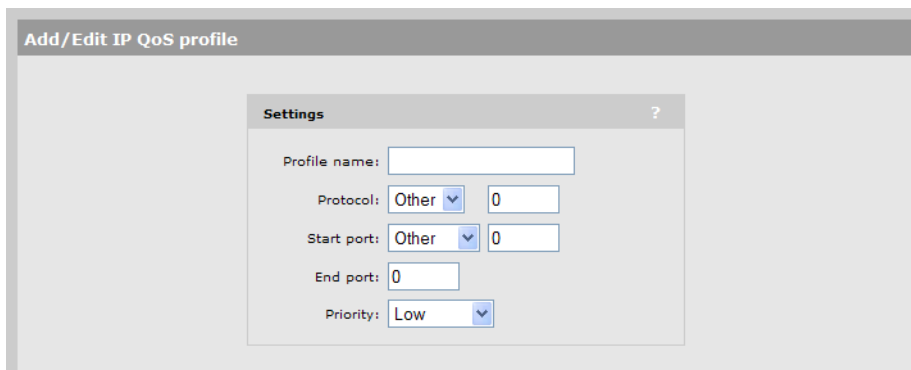 Add/Edit IP QoS profile
Settings ?
Profile name:
Protocol: Other 0
Start port: Other 0
End port: 0
Priority: Low